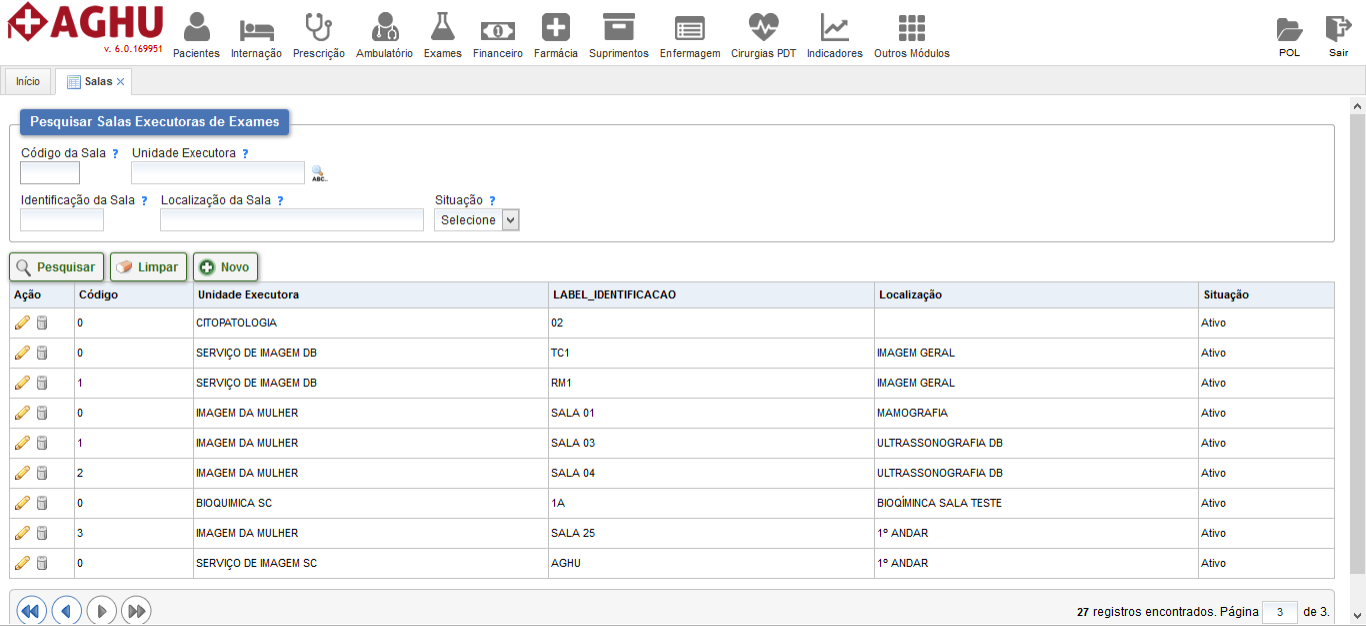 AGHU
v. 6.0.169951
Pacientes Internação Prescrição Ambulatório Exames Financeiro Farmácia Suprimentos Enfermagem Cirurgias PDT Indicadores Outros Módulos POL Sair
Início Salas ×
Pesquisar Salas Executoras de Exames
Código da Sala ? Unidade Executora ?
ABC..
Identificação da Sala ? Localização da Sala ? Situação ?
Selecione
Pesquisar Limpar Novo
Ação Código Unidade Executora LABEL_IDENTIFICACAO Localização Situação
0 CITOPATOLOGIA 02 Ativo
0 SERVIÇO DE IMAGEM DB TC1 IMAGEM GERAL Ativo
1 SERVIÇO DE IMAGEM DB RM1 IMAGEM GERAL Ativo
0 IMAGEM DA MULHER SALA 01 MAMOGRAFIA Ativo
1 IMAGEM DA MULHER SALA 03 ULTRASSONOGRAFIA DB Ativo
2 IMAGEM DA MULHER SALA 04 ULTRASSONOGRAFIA DB Ativo
0 BIOQUIMICA SC 1A BIOQÍMINCA SALA TESTE Ativo
3 IMAGEM DA MULHER SALA 25 1º ANDAR Ativo
0 SERVIÇO DE IMAGEM SC AGHU 1º ANDAR Ativo
27 registros encontrados. Página 3 de 3.